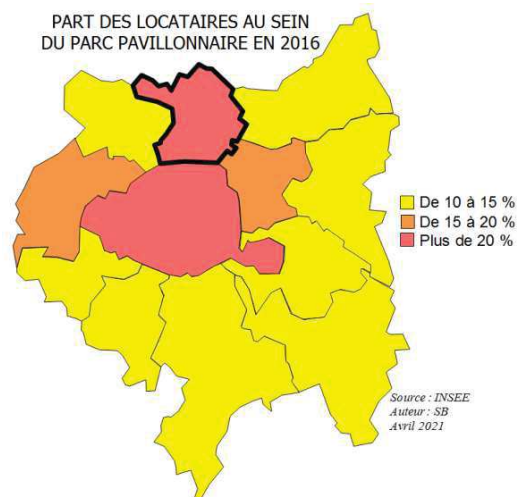 PART DES LOCATAIRES AU SEIN
DU PARC PAVILLONNAIRE EN 2016
De 10 à 15 %
De 15 à 20 %
Plus de 20 %
Source : INSEE
Auteur : SB
Avril 2021